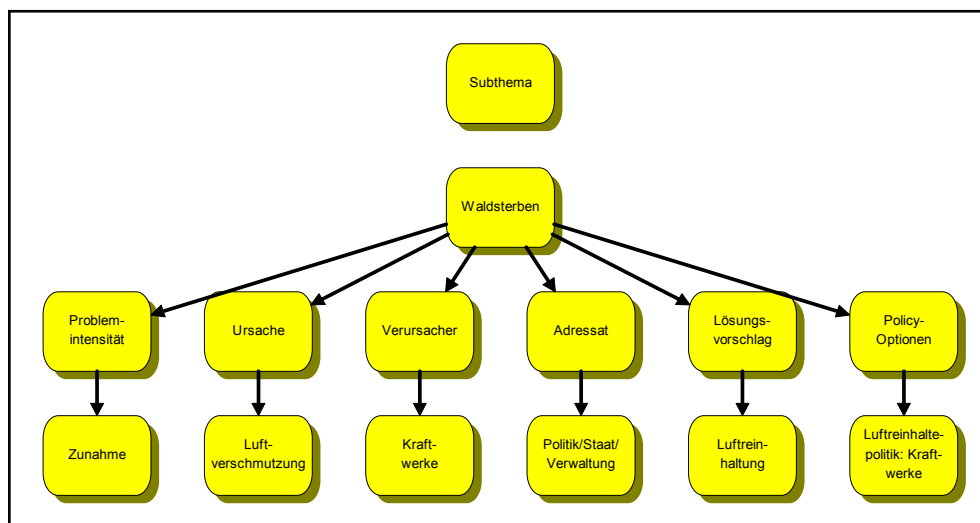 Subthema
Waldsterben
Problem-
intensität
Ursache
Verursacher
Adressat
Lösungs-
vorschlag
Policy-
Optionen
Zunahme
Luft-
verschmutzung
Kraft-
werke
Politik/Staat/
Verwaltung
Luftrein-
haltung
Luftreinhalte-
politik: Kraft-
werke